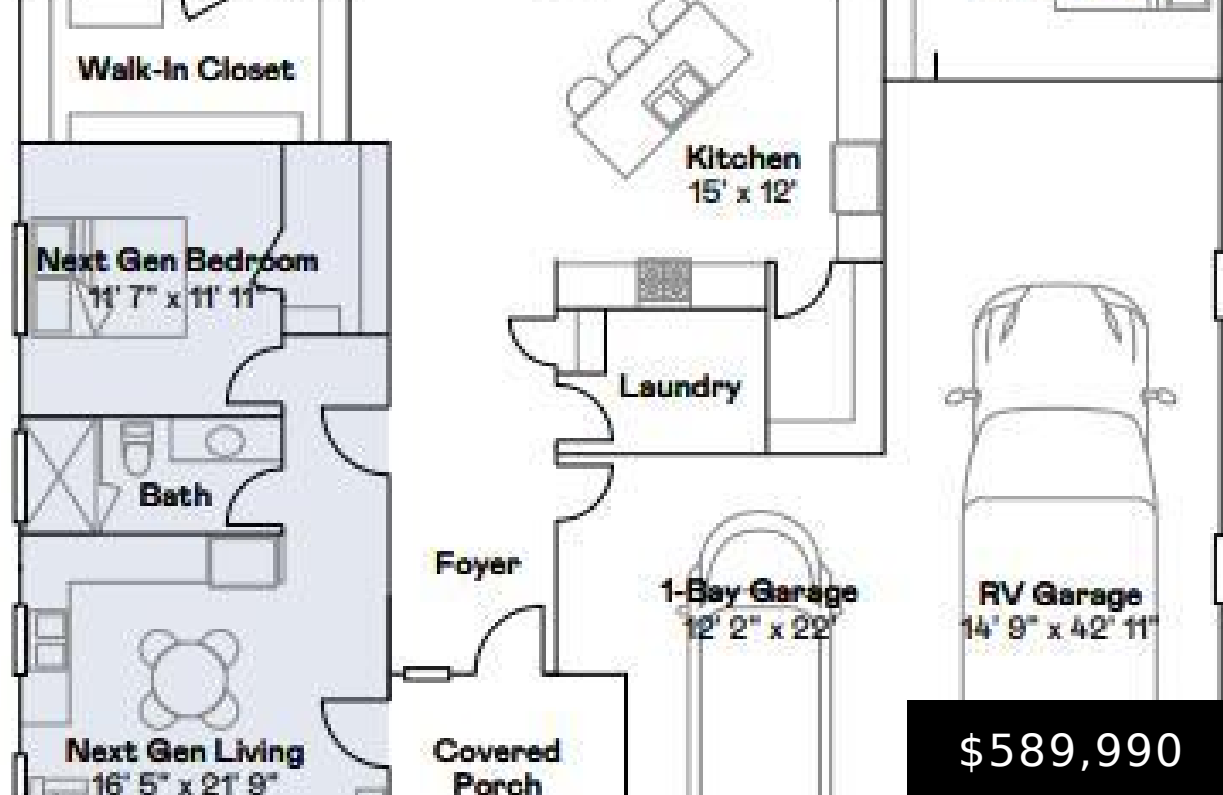 Walk-In Closet
Kitchen
15' x 12'
Next Gen Bedroom
11' 7" x 11' 11"
Laundry
Bath
Foyer
1-Bay Garage
12' 2" x 22'
RV Garage
14' 9" x 42' 11"
Next Gen Living
16' 5" x 21' 9"
Covered
Porch
$589,990